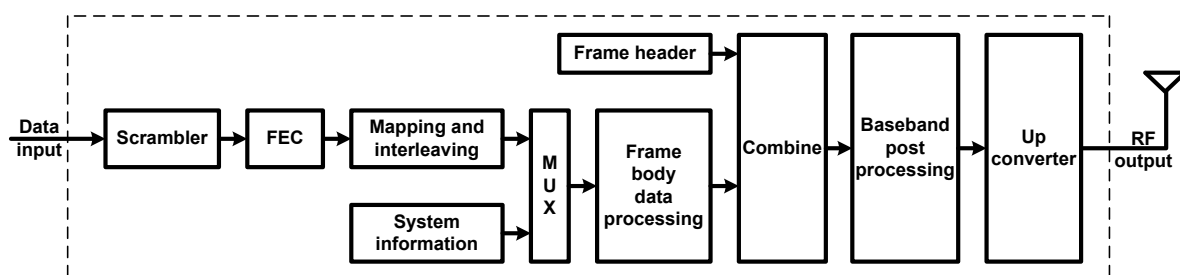 Frame header
Data
input
Scrambler
FEC
Mapping and
interleaving
M
U
X
System
information
Frame
body
data
processing
Combine
Baseband
post
processing
Up
converter
RF
output